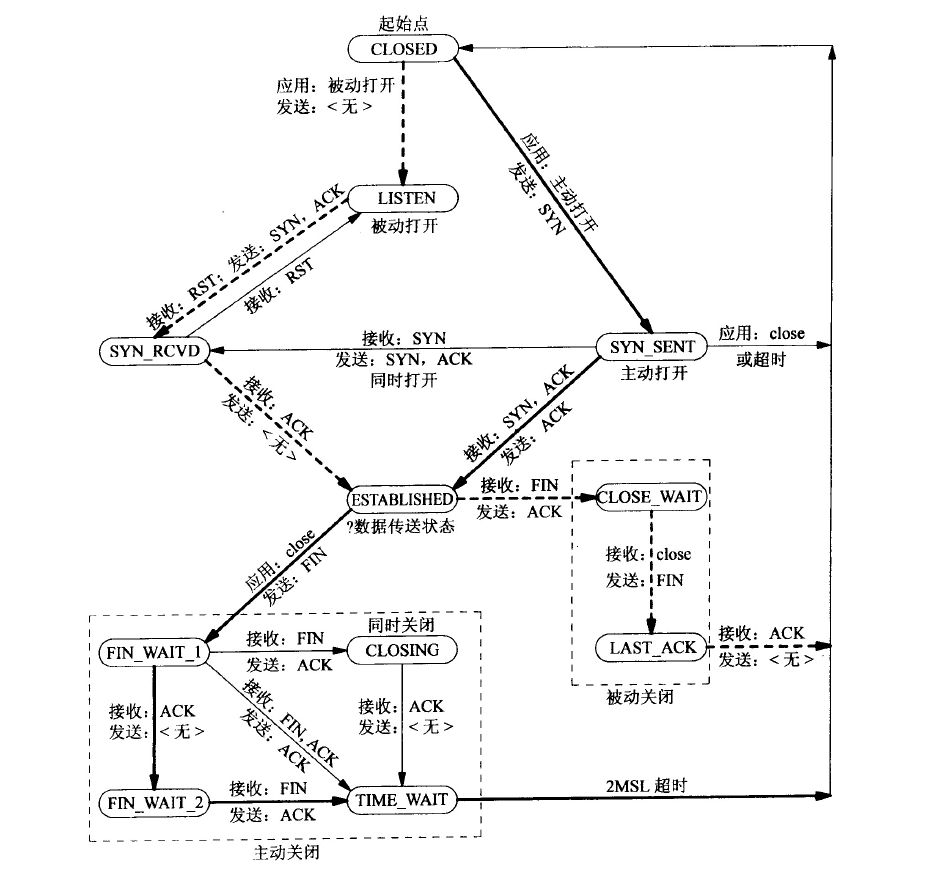 起始点
CLOSED
应用：被动打开
发送：<无>
应用：主动打开
发送：SYN
LISTEN
被动打开
接收：RST；发送：SYN，ACK
接收：RST
SYN_RCVD
接收：SYN
发送：SYN，ACK
同时打开
SYN_SENT
主动打开
应用：close
或超时
接收：ACK
发送：<无>
接收：SYN，ACK
发送：ACK
ESTABLISHED
?数据传送状态
接收：FIN
发送：ACK
CLOSE_WAIT
接收：close
发送：FIN
应用：close
发送：FIN
LAST_ACK
接收：ACK
发送：<无>
被动关闭
FIN_WAIT_1
接收：FIN
发送：ACK
同时关闭
CLOSING
接收：ACK
发送：<无>
接收：FIN,ACK
发送：ACK
接收：ACK
发送：<无>
FIN_WAIT_2
接收：FIN
发送：ACK
TIME_WAIT
2MSL 超时
主动关闭